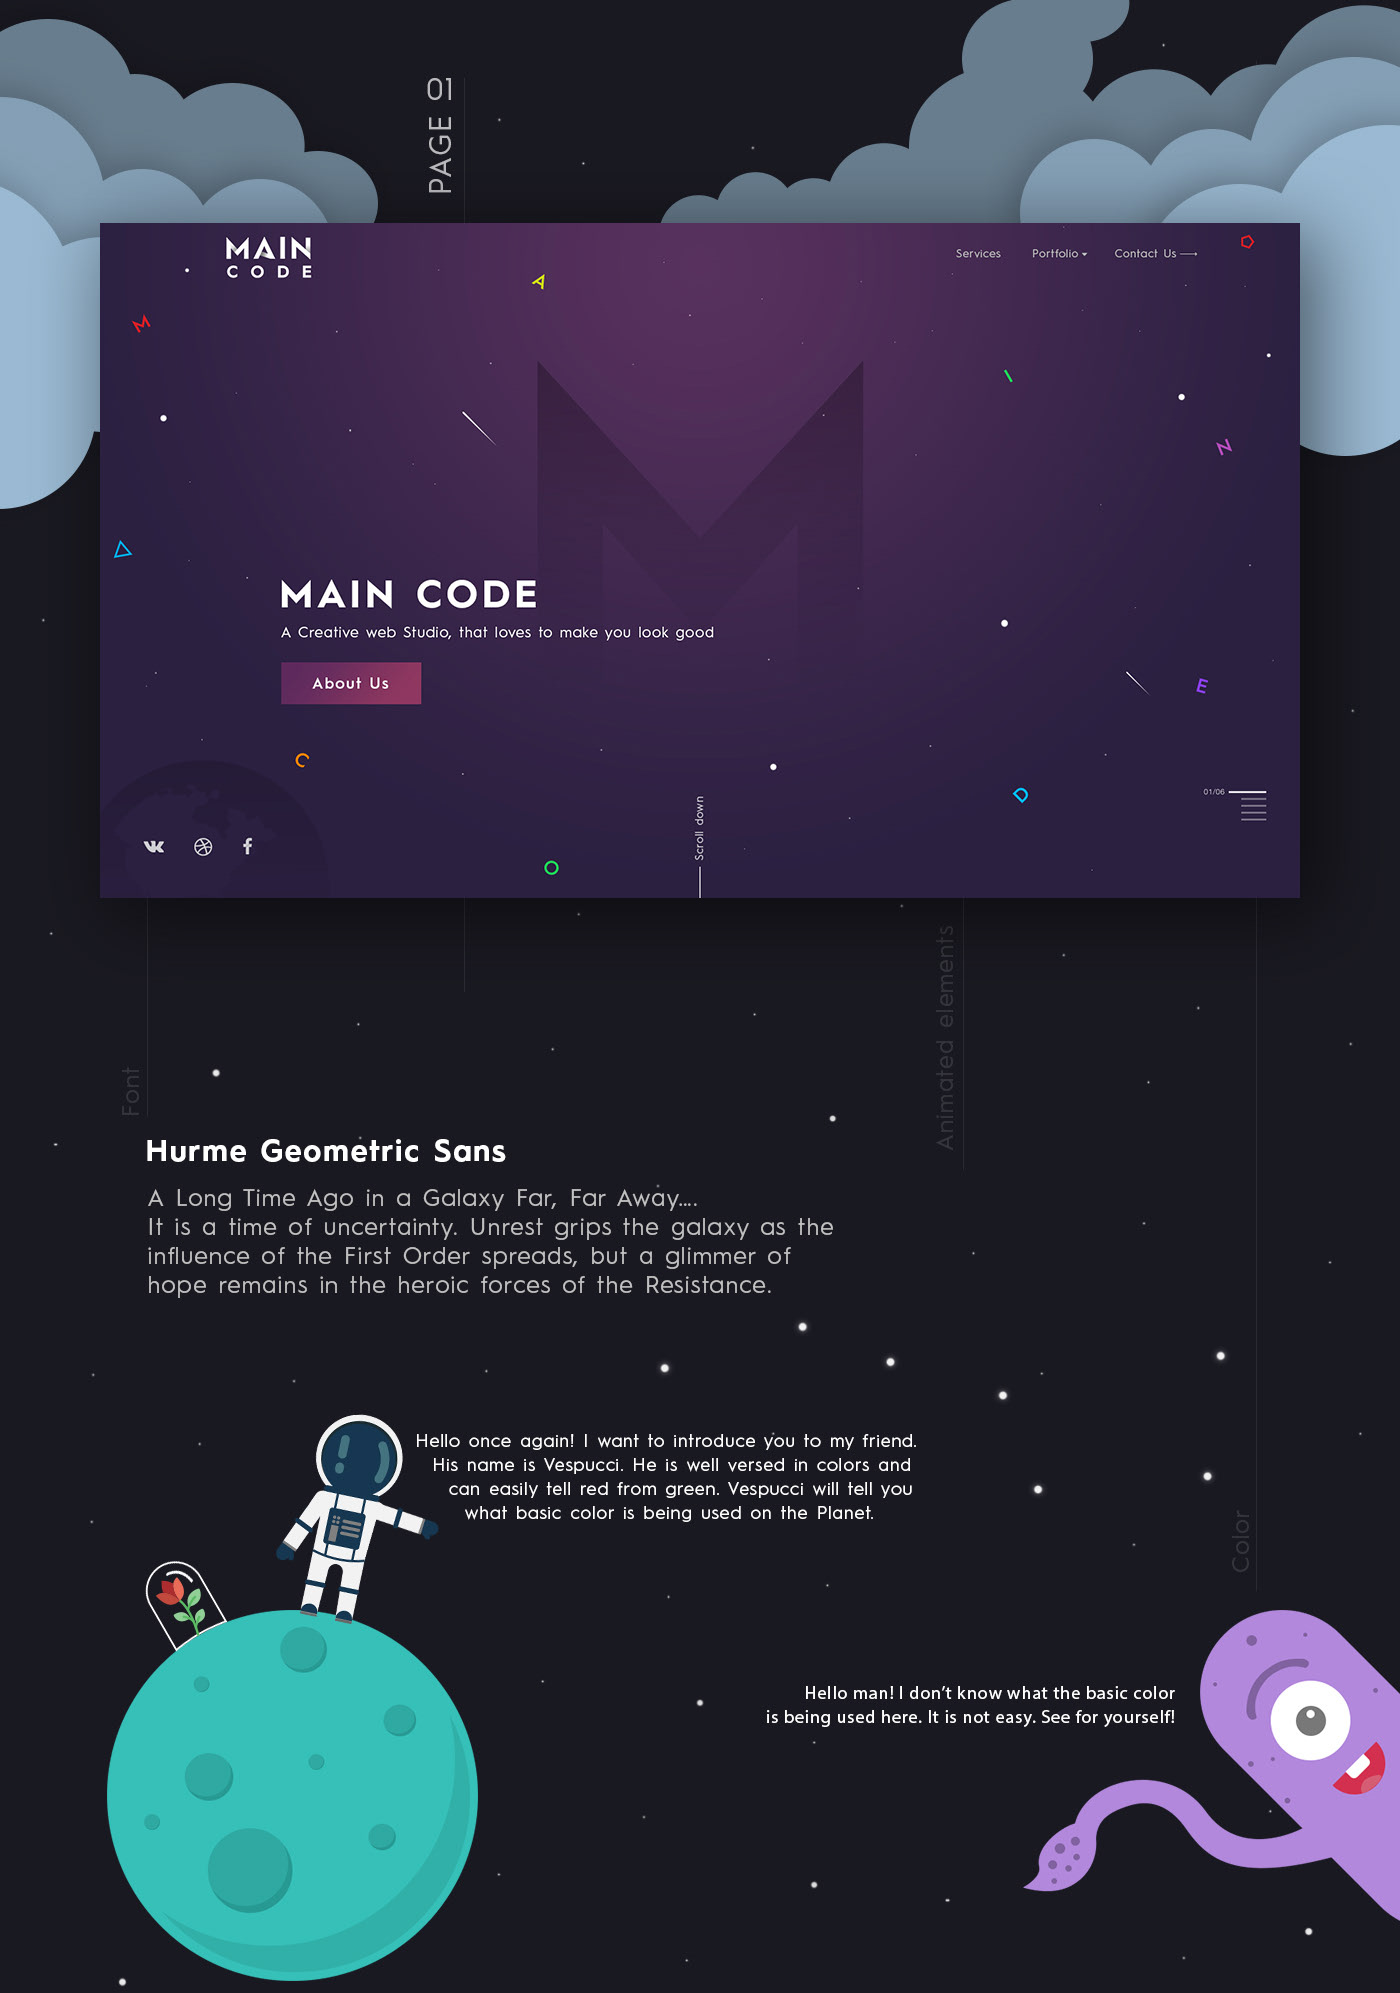 PAGE 01
MAIN
CODE
Services
Portfolio
Contact Us
A
M
I
N
MAIN CODE
A Creative web Studio, that loves to make you look good
About Us
E
C
D
01/06
Scroll down
O
Font
Animated elements
Hurme Geometric Sans
A Long Time Ago in a Galaxy Far, Far Away....
It is a time of uncertainty. Unrest grips the galaxy as the
influence of the First Order spreads, but a glimmer of
hope remains in the heroic forces of the Resistance.
Hello once again! I want to introduce you to my friend.
His name is Vespucci. He is well versed in colors and
can easily tell red from green. Vespucci will tell you
what basic color is being used on the Planet.
Color
Hello man! I don’t know what the basic color
is being used here. It is not easy. See for yourself!